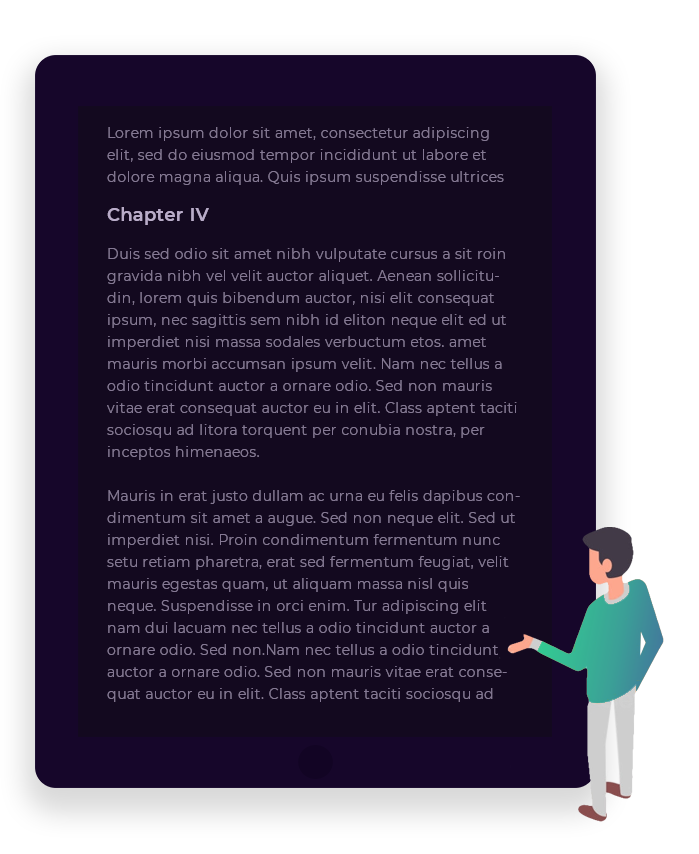 Lorem ipsum dolor sit amet, consectetur adipiscing
elit, sed do eiusmod tempor incididunt ut labore et
dolore magna aliqua. Quis ipsum suspendisse ultrices
Chapter IV
Duis sed odio sit amet nibh vulputate cursus a sit roin
gravida nibh vel velit auctor aliquet. Aenean sollicitu-
din, lorem quis bibendum auctor, nisi elit consequat
ipsum, nec sagittis sem nibh id eliton neque elit ed ut
imperdiet nisi massa sodales verbuctum etos. amet
mauris morbi accumsan ipsum velit. Nam nec tellus a
odio tincidunt auctor a ornare odio. Sed non mauris
vitae erat consequat auctor eu in elit. Class aptent taciti
sociosqu ad litora torquent per conubia nostra, per
inceptos himenaeos.
Mauris in erat justo dullam ac urna eu felis dapibus con-
dimentum sit amet a augue. Sed non neque elit. Sed ut
imperdiet nisi. Proin condimentum fermentum nunc
setu retiam pharetra, erat sed fermentum feugiat, velit
mauris egestas quam, ut aliquam massa nisl quis
neque. Suspendisse in orci enim. Tur adipiscing elit
nam dui lacuam nec tellus a odio tincidunt auctor a
ornare odio. Sed non.Nam nec tellus a odio tincidunt
auctor a ornare odio. Sed non mauris vitae erat conse-
quat auctor eu in elit. Class aptent taciti sociosqu ad